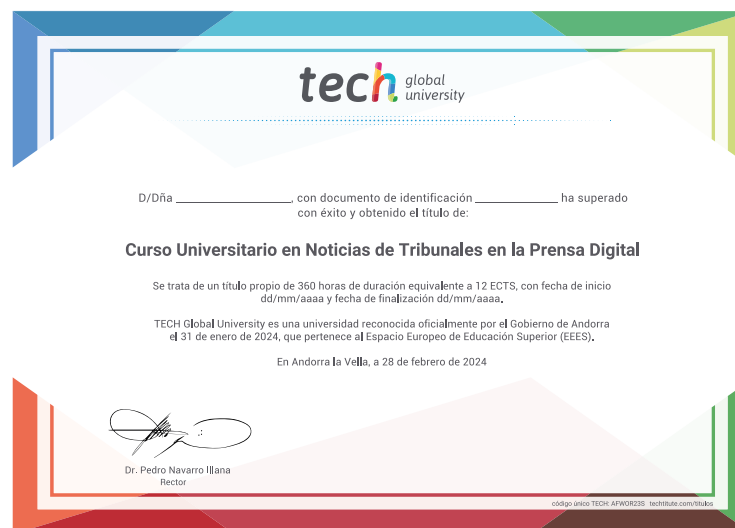 tech global university
D/Dña ____________, con documento de identificación ____________ ha superado
con éxito y obtenido el título de:
Curso Universitario en Noticias de Tribunales en la Prensa Digital
Se trata de un título propio de 360 horas de duración equivalente a 12 ECTS, con fecha de inicio
dd/mm/aaaa y fecha de finalización dd/mm/aaaa.
TECH Global University es una universidad reconocida oficialmente por el Gobierno de Andorra
el 31 de enero de 2024, que pertenece al Espacio Europeo de Educación Superior (EEES).
En Andorra la Vella, a 28 de febrero de 2024
Dr. Pedro Navarro Illana
Rector
código único TECH: AFWOR23S techtitute.com/titulos